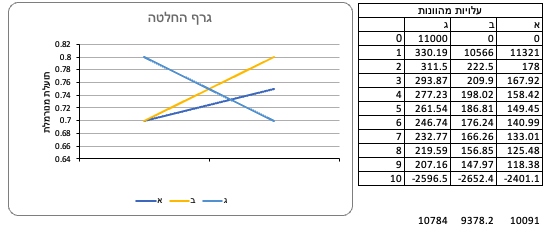 גרף החלטה
תועלת מנורמלת
0.82
0.8
0.78
0.76
0.74
0.72
0.7
0.68
0.66
0.64
א ב ג
עלויות מהוונות
ג ב א
0 11000 0 0
1 330.19 10566 11321
2 311.5 222.5 178
3 293.87 209.9 167.92
4 277.23 198.02 158.42
5 261.54 186.81 149.45
6 246.74 176.24 140.99
7 232.77 166.26 133.01
8 219.59 156.85 125.48
9 207.16 147.97 118.38
10 -2596.5 -2652.4 -2401.1
10784 9378.2 10091